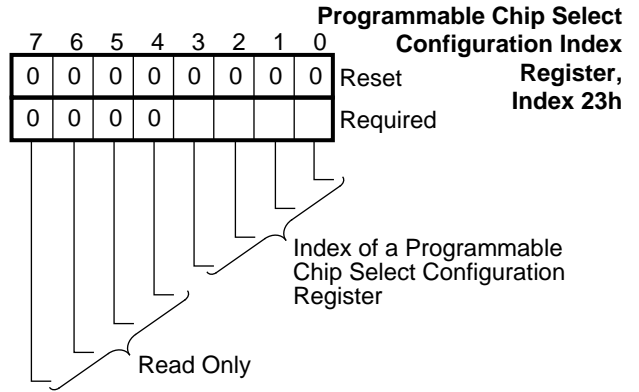 Programmable Chip Select
Configuration Index
Register,
Index 23h
7 6 5 4 3 2 1 0
0 0 0 0 0 0 0 0 Reset
0 0 0 0 Required
Index of a Programmable
Chip Select Configuration
Register
Read Only